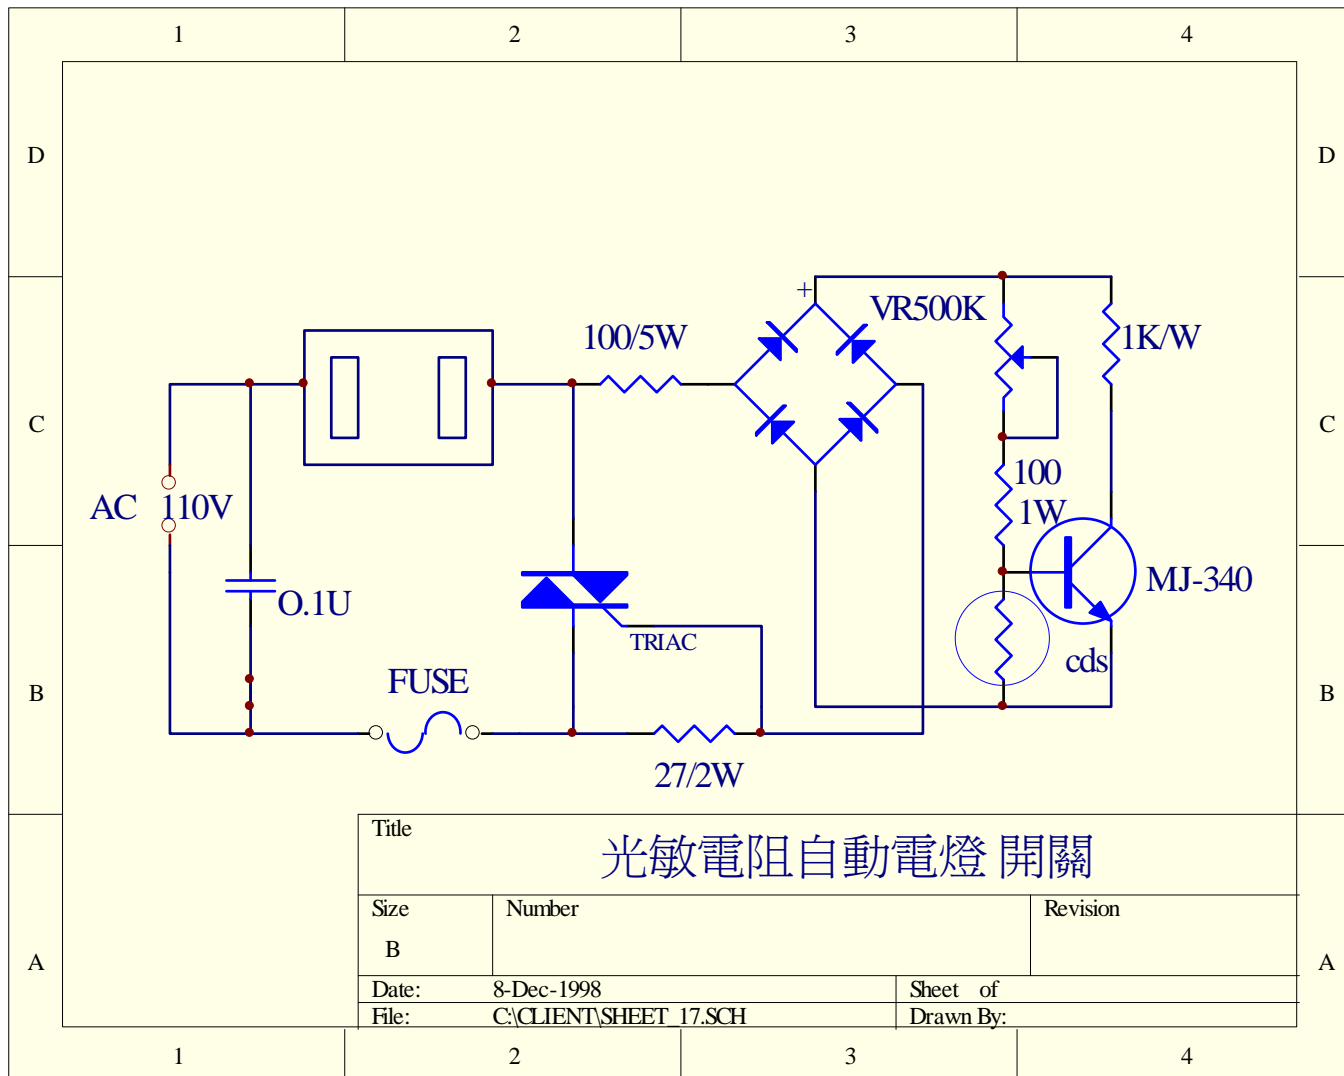 1 2 3 4
D D
+
VR500K
100/5W 1K/W
C C
100
AC 110V 1W
MJ-340
O.1U
TRIAC
cds
FUSE
B B
27/2W
Title
光敏電阻自動電燈 開關
Size Number Revision
B
A A
Date: 8-Dec-1998 Sheet of
File: C:\CLIENT\SHEET_17.SCH Drawn By:
1 2 3 4